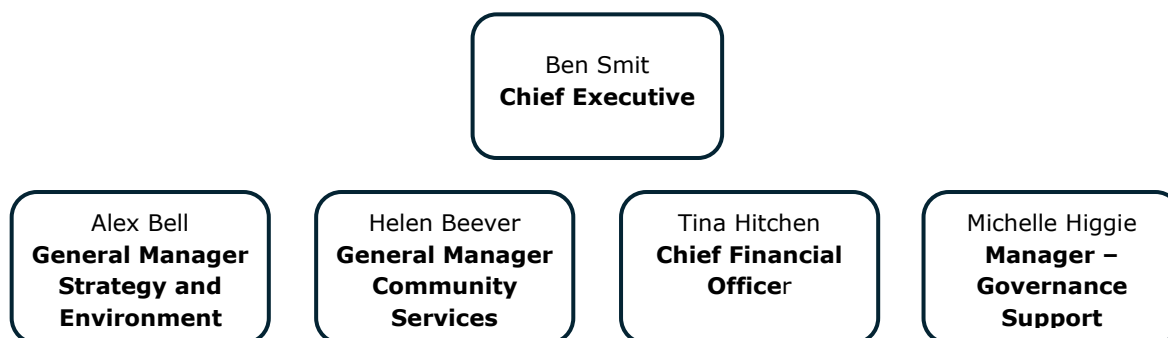 Ben Smit
Chief Executive
Alex Bell
General Manager
Strategy and
Environment
Helen Beever
General Manager
Community
Services
Tina Hitchen
Chief Financial
Officer
Michelle Higgie
Manager –
Governance
Support